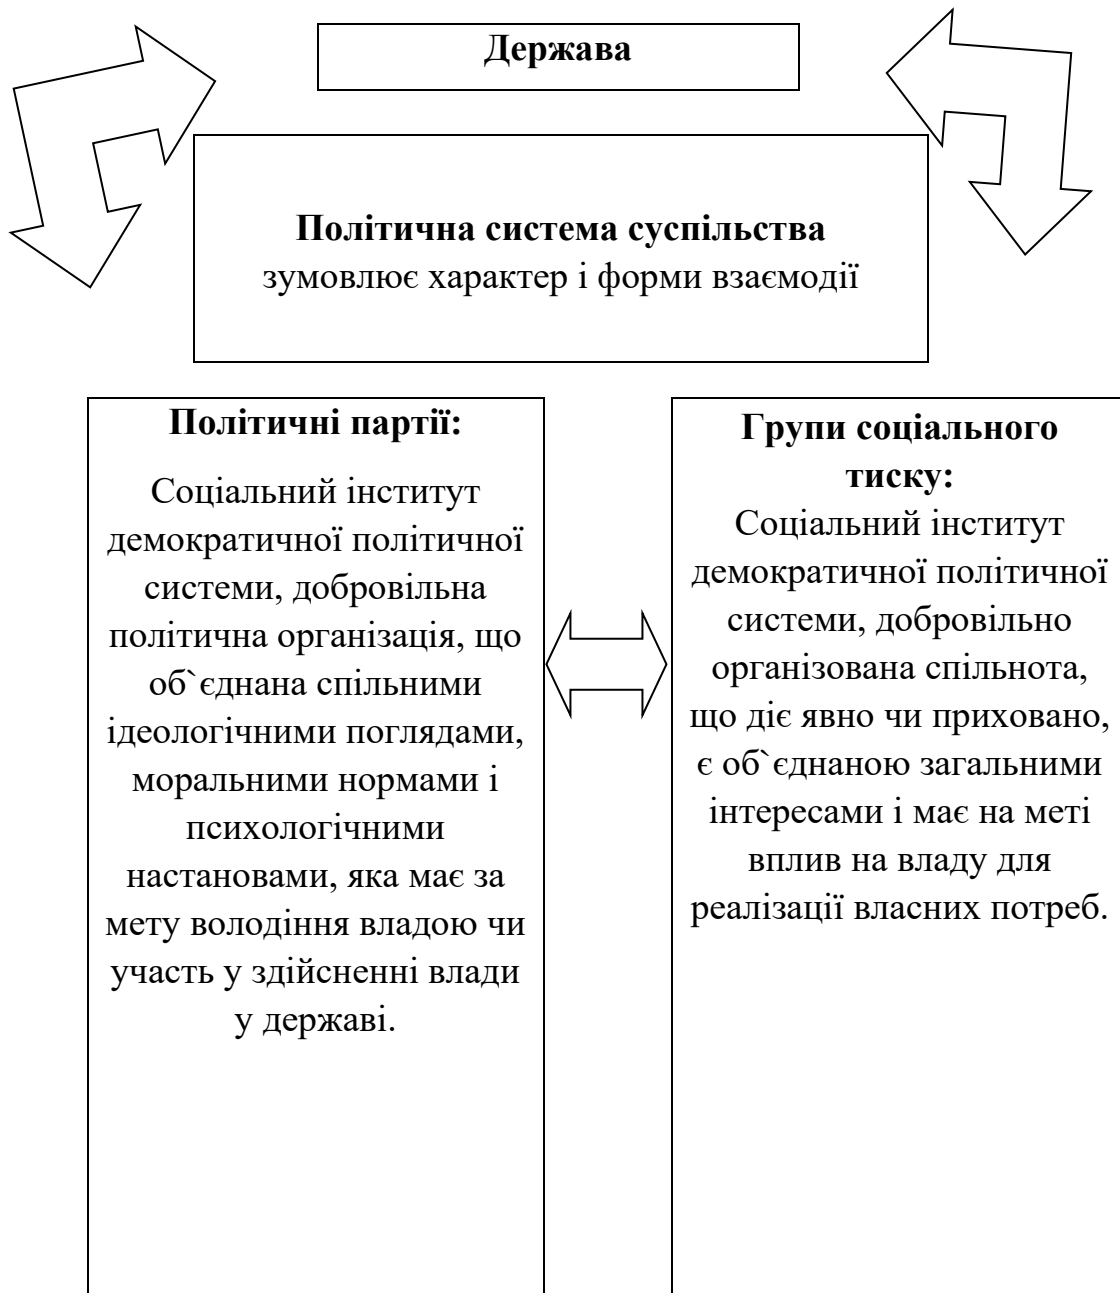 Держава
Політична система суспільства
зумовлює характер і форми взаємодії
Політичні партії:
Соціальний інститут
демократичної політичної
системи, добровільна
політична організація, що
об`єднана спільними
ідеологічними поглядами,
моральними нормами і
психологічними
настановами, яка має за
мету володіння владою чи
участь у здійсненні влади
у державі.
Групи соціального
тиску:
Соціальний інститут
демократичної політичної
системи, добровільно
організована спільнота,
що діє явно чи приховано,
є об`єднаною загальними
інтересами і має на меті
вплив на владу для
реалізації власних потреб.